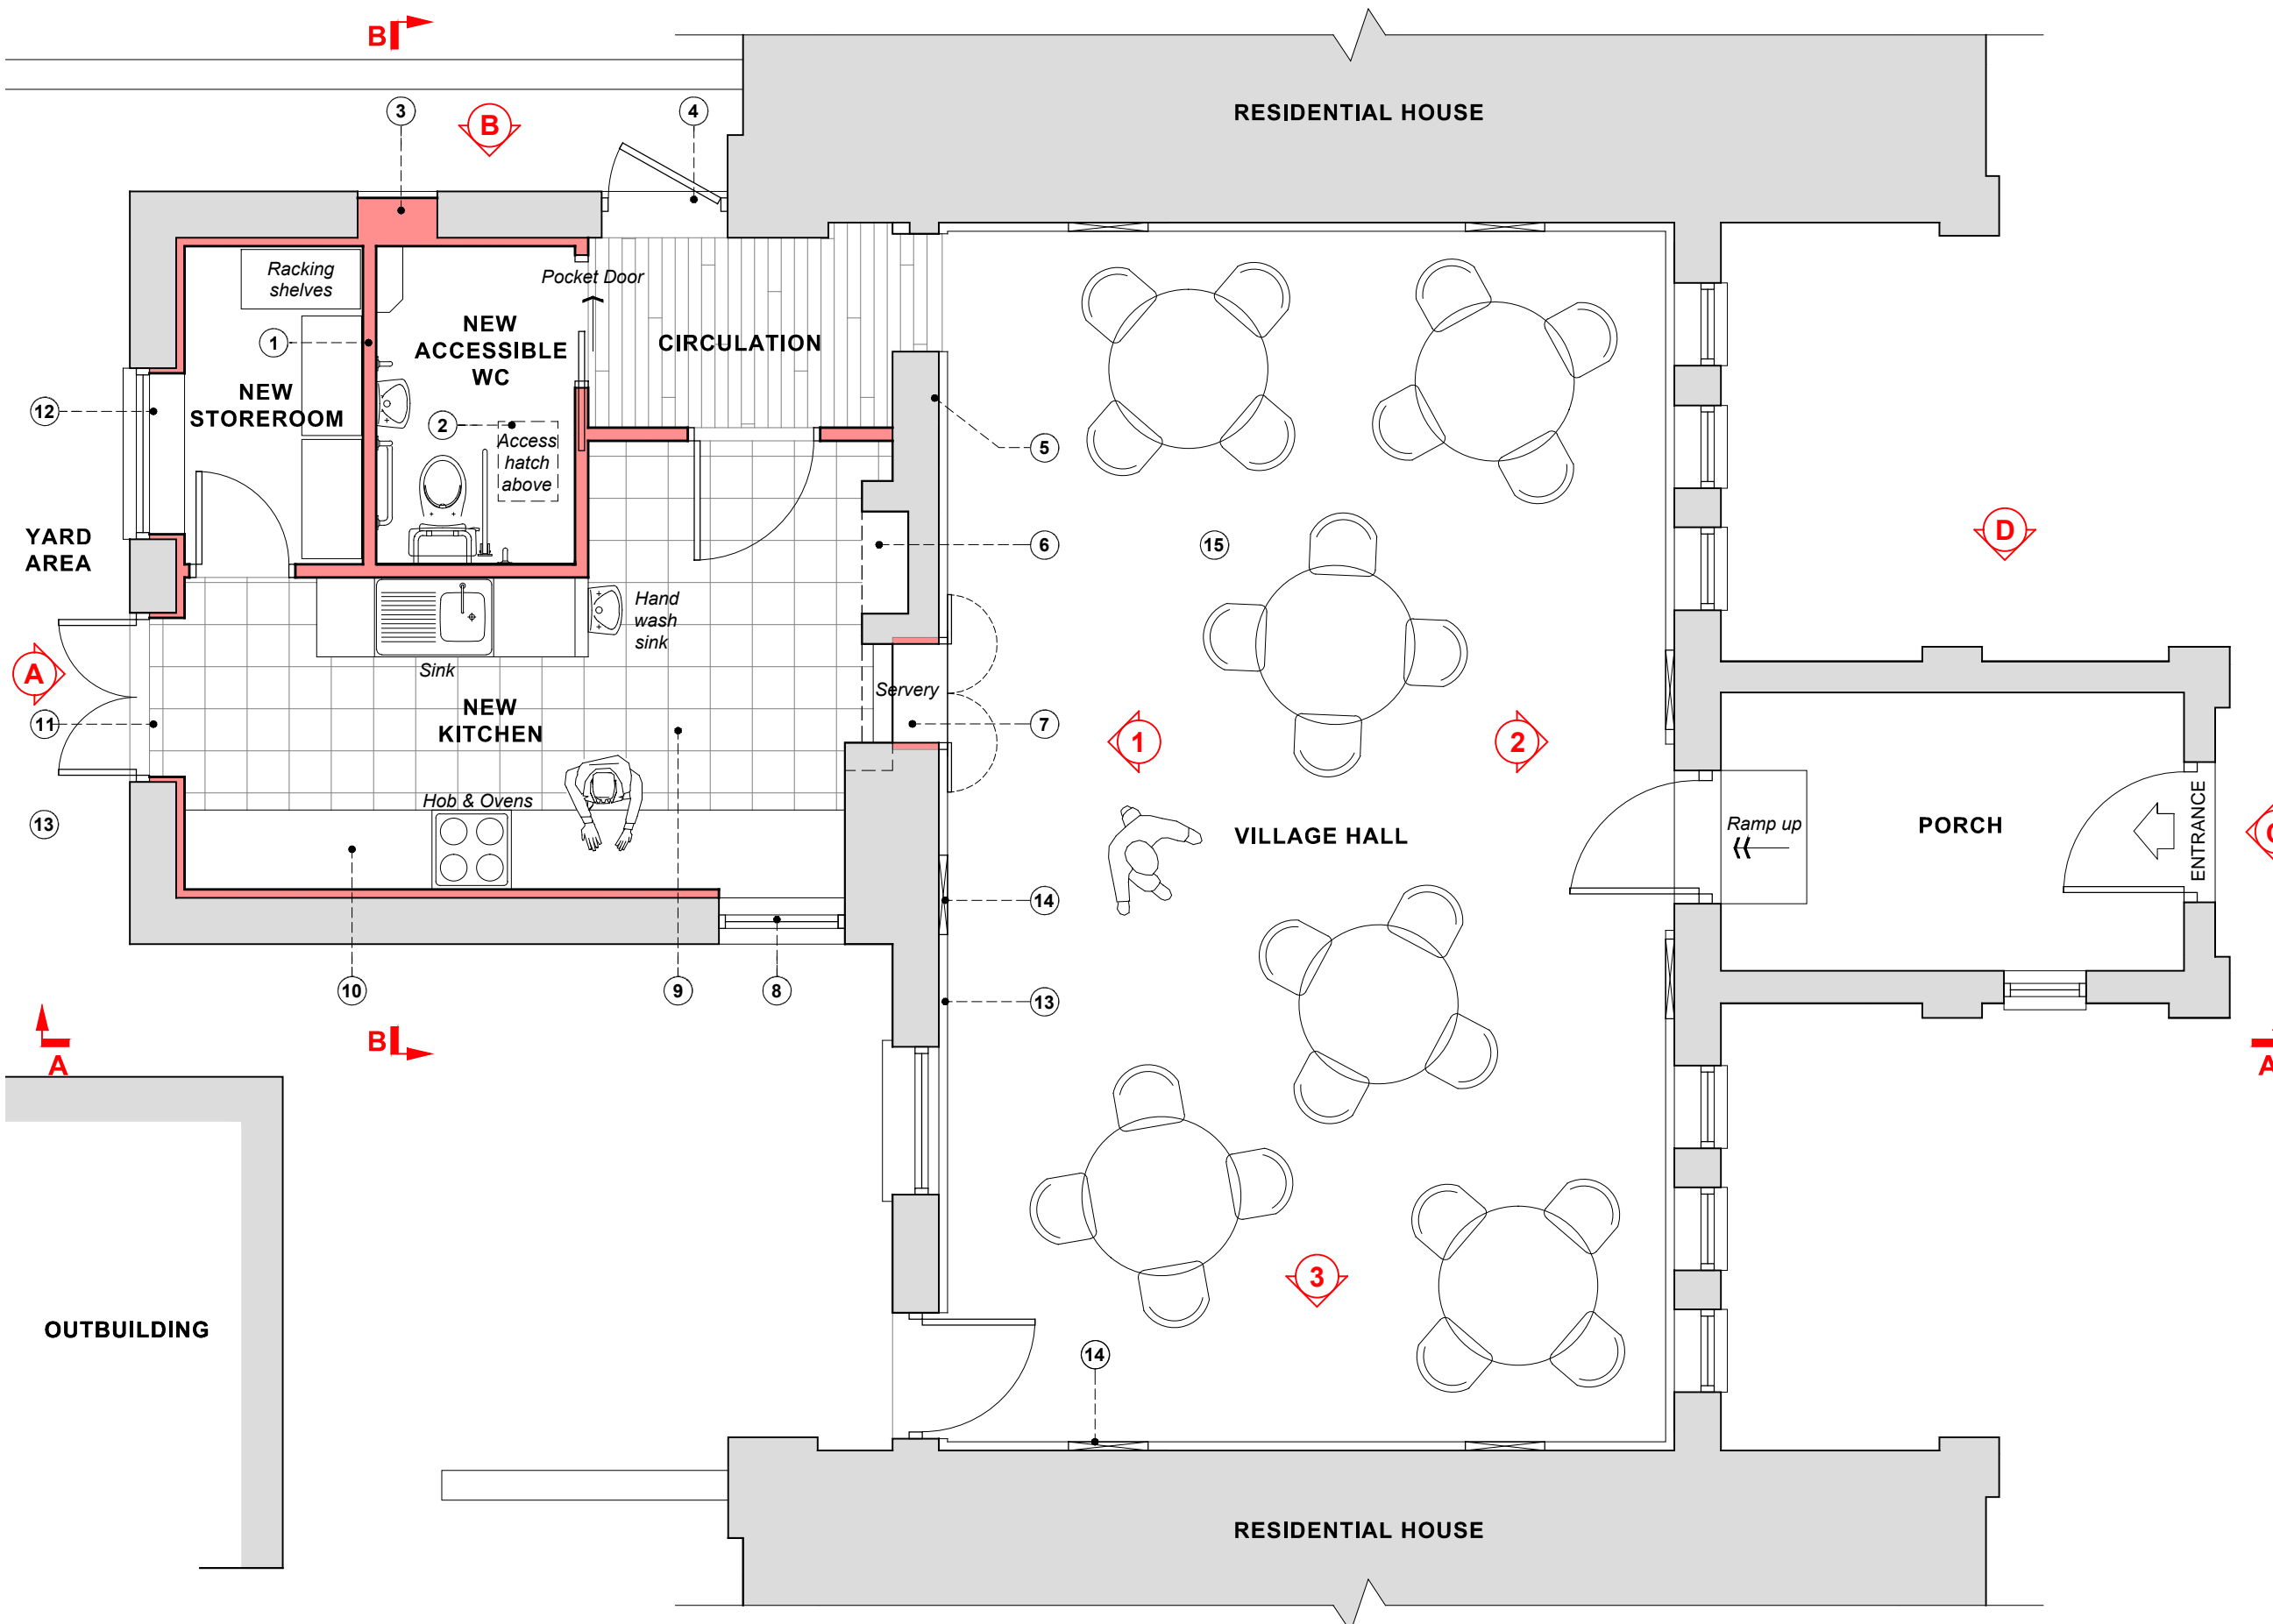 B
RESIDENTIAL HOUSE
3
B
4
Racking
shelves
Pocket Door
1
NEW
ACCESSIBLE
WC
CIRCULATION
12
NEW
STOREROOM
2
Access
hatch
above
5
YARD
AREA
6
15
D
Hand
wash
sink
A
Sink
Servery
11
NEW
KITCHEN
7
1
2
13
Hob & Ovens
VILLAGE HALL
Ramp up
PORCH
ENTRANCE
14
10
9
8
13
A
B
A
3
OUTBUILDING
14
RESIDENTIAL HOUSE